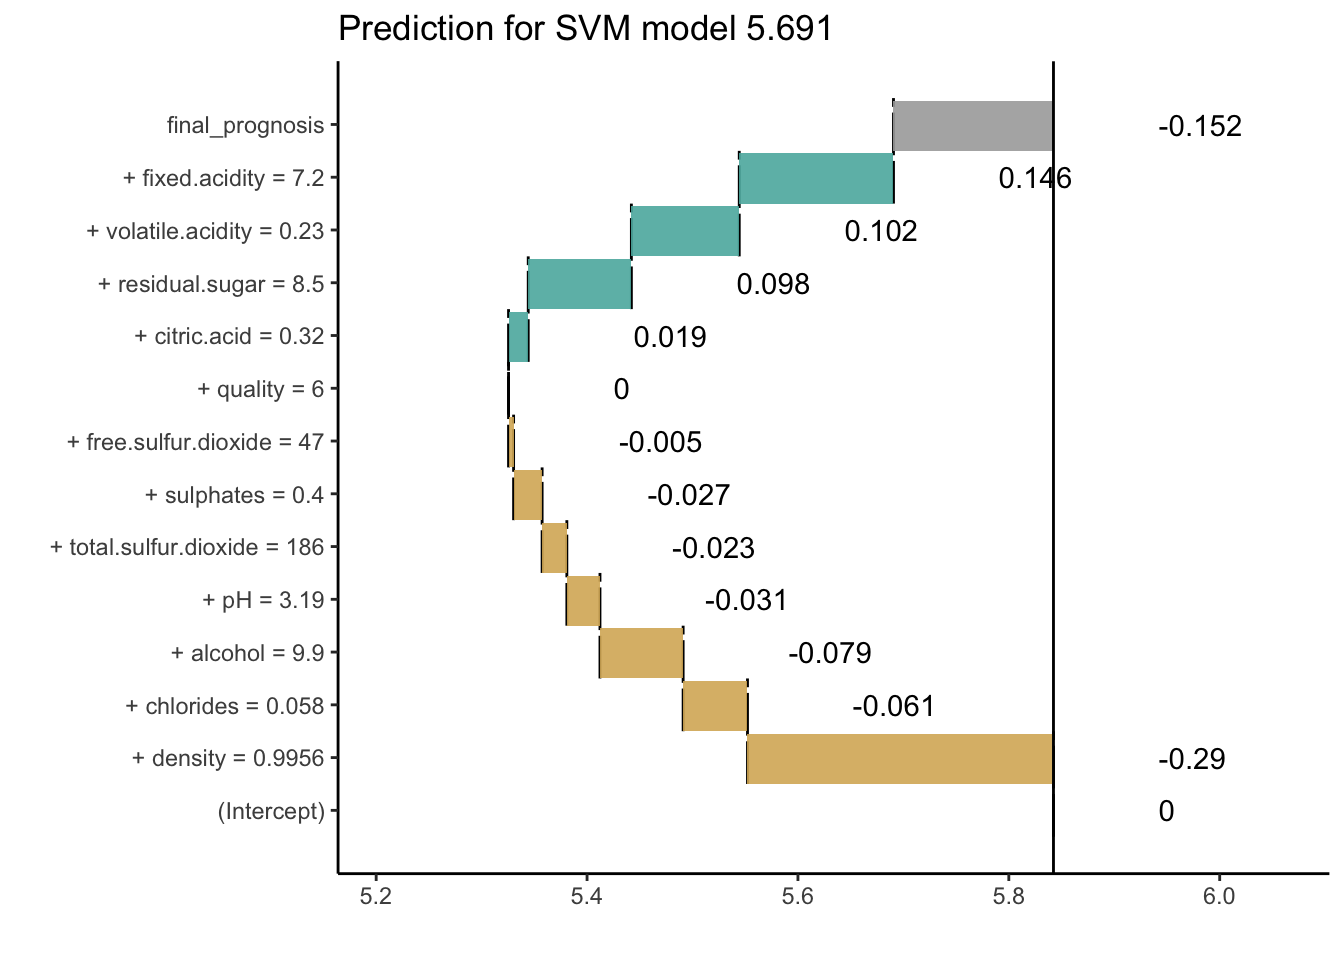 Prediction for SVM model 5.691
final_prognosis -0.152
+ fixed.acidity = 7.2 0.146
+ volatile.acidity = 0.23 0.102
+ residual.sugar = 8.5 0.098
+ citric.acid = 0.32 0.019
+ quality = 6 0
+ free.sulfur.dioxide = 47 -0.005
+ sulphates = 0.4 -0.027
+ total.sulfur.dioxide = 186 -0.023
+ pH = 3.19 -0.031
+ alcohol = 9.9 -0.079
+ chlorides = 0.058 -0.061
+ density = 0.9956 -0.29
(Intercept) 0
5.2 5.4 5.6 5.8 6.0